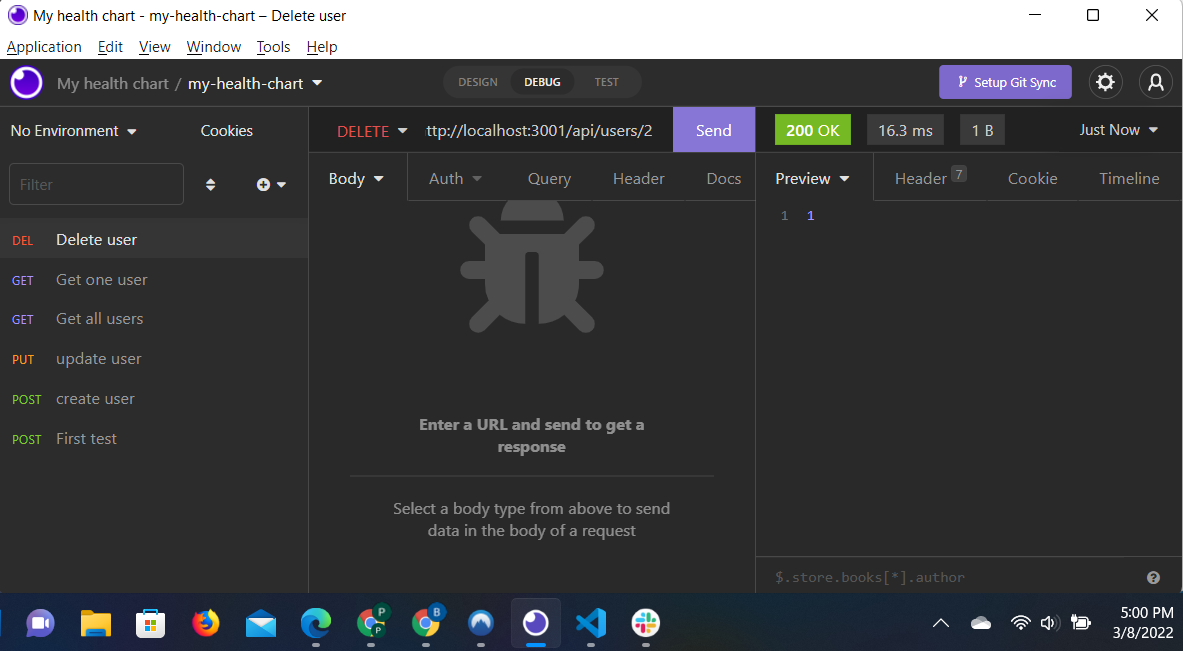 My health chart - my-health-chart – Delete user
Application Edit View Window Tools Help
My health chart / my-health-chart
DESIGN DEBUG TEST
Setup Git Sync
No Environment Cookies
DELETE ttp://localhost:3001/api/users/2 Send
200 OK 16.3 ms 1 B Just Now
Filter
Body Auth Query Header Docs
Preview Header 7 Cookie Timeline
1 1
DEL Delete user
GET Get one user
GET Get all users
PUT update user
POST create user
POST First test
Enter a URL and send to get a
response
Select a body type from above to send
data in the body of a request
$.store.books[*].author
P
P
B
5:00 PM
3/8/2022